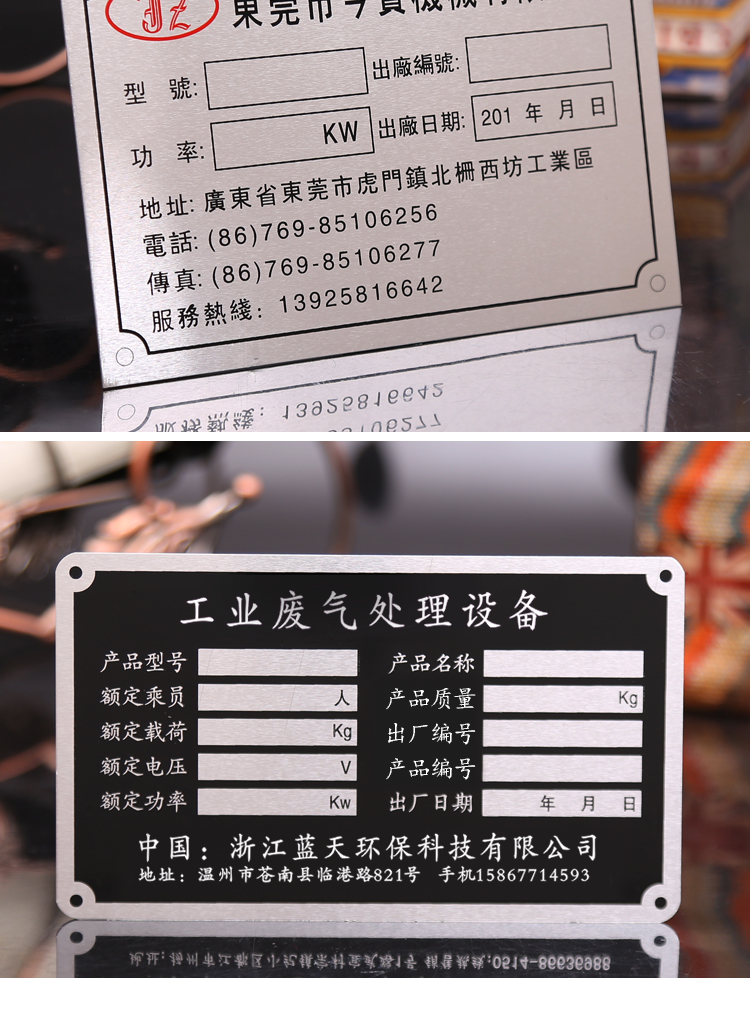 型 號: 出廠編號:
功 率: KW 出廠日期: 201 年 月 日
地址: 廣東省東莞市虎門鎮北柵西坊工業區
電話: (86)769-85106256
傳真: (86)769-85106277
服務熱綫: 13925816642
工业废气处理设备
产品型号 产品名称
额定乘员 人 产品质量 Kg
额定载荷 Kg 出厂编号
额定电压 V 产品编号
额定功率 Kw 出厂日期 年 月 日
中国：浙江蓝天环保科技有限公司
地址：温州市苍南县临港路821号 手机15867714593